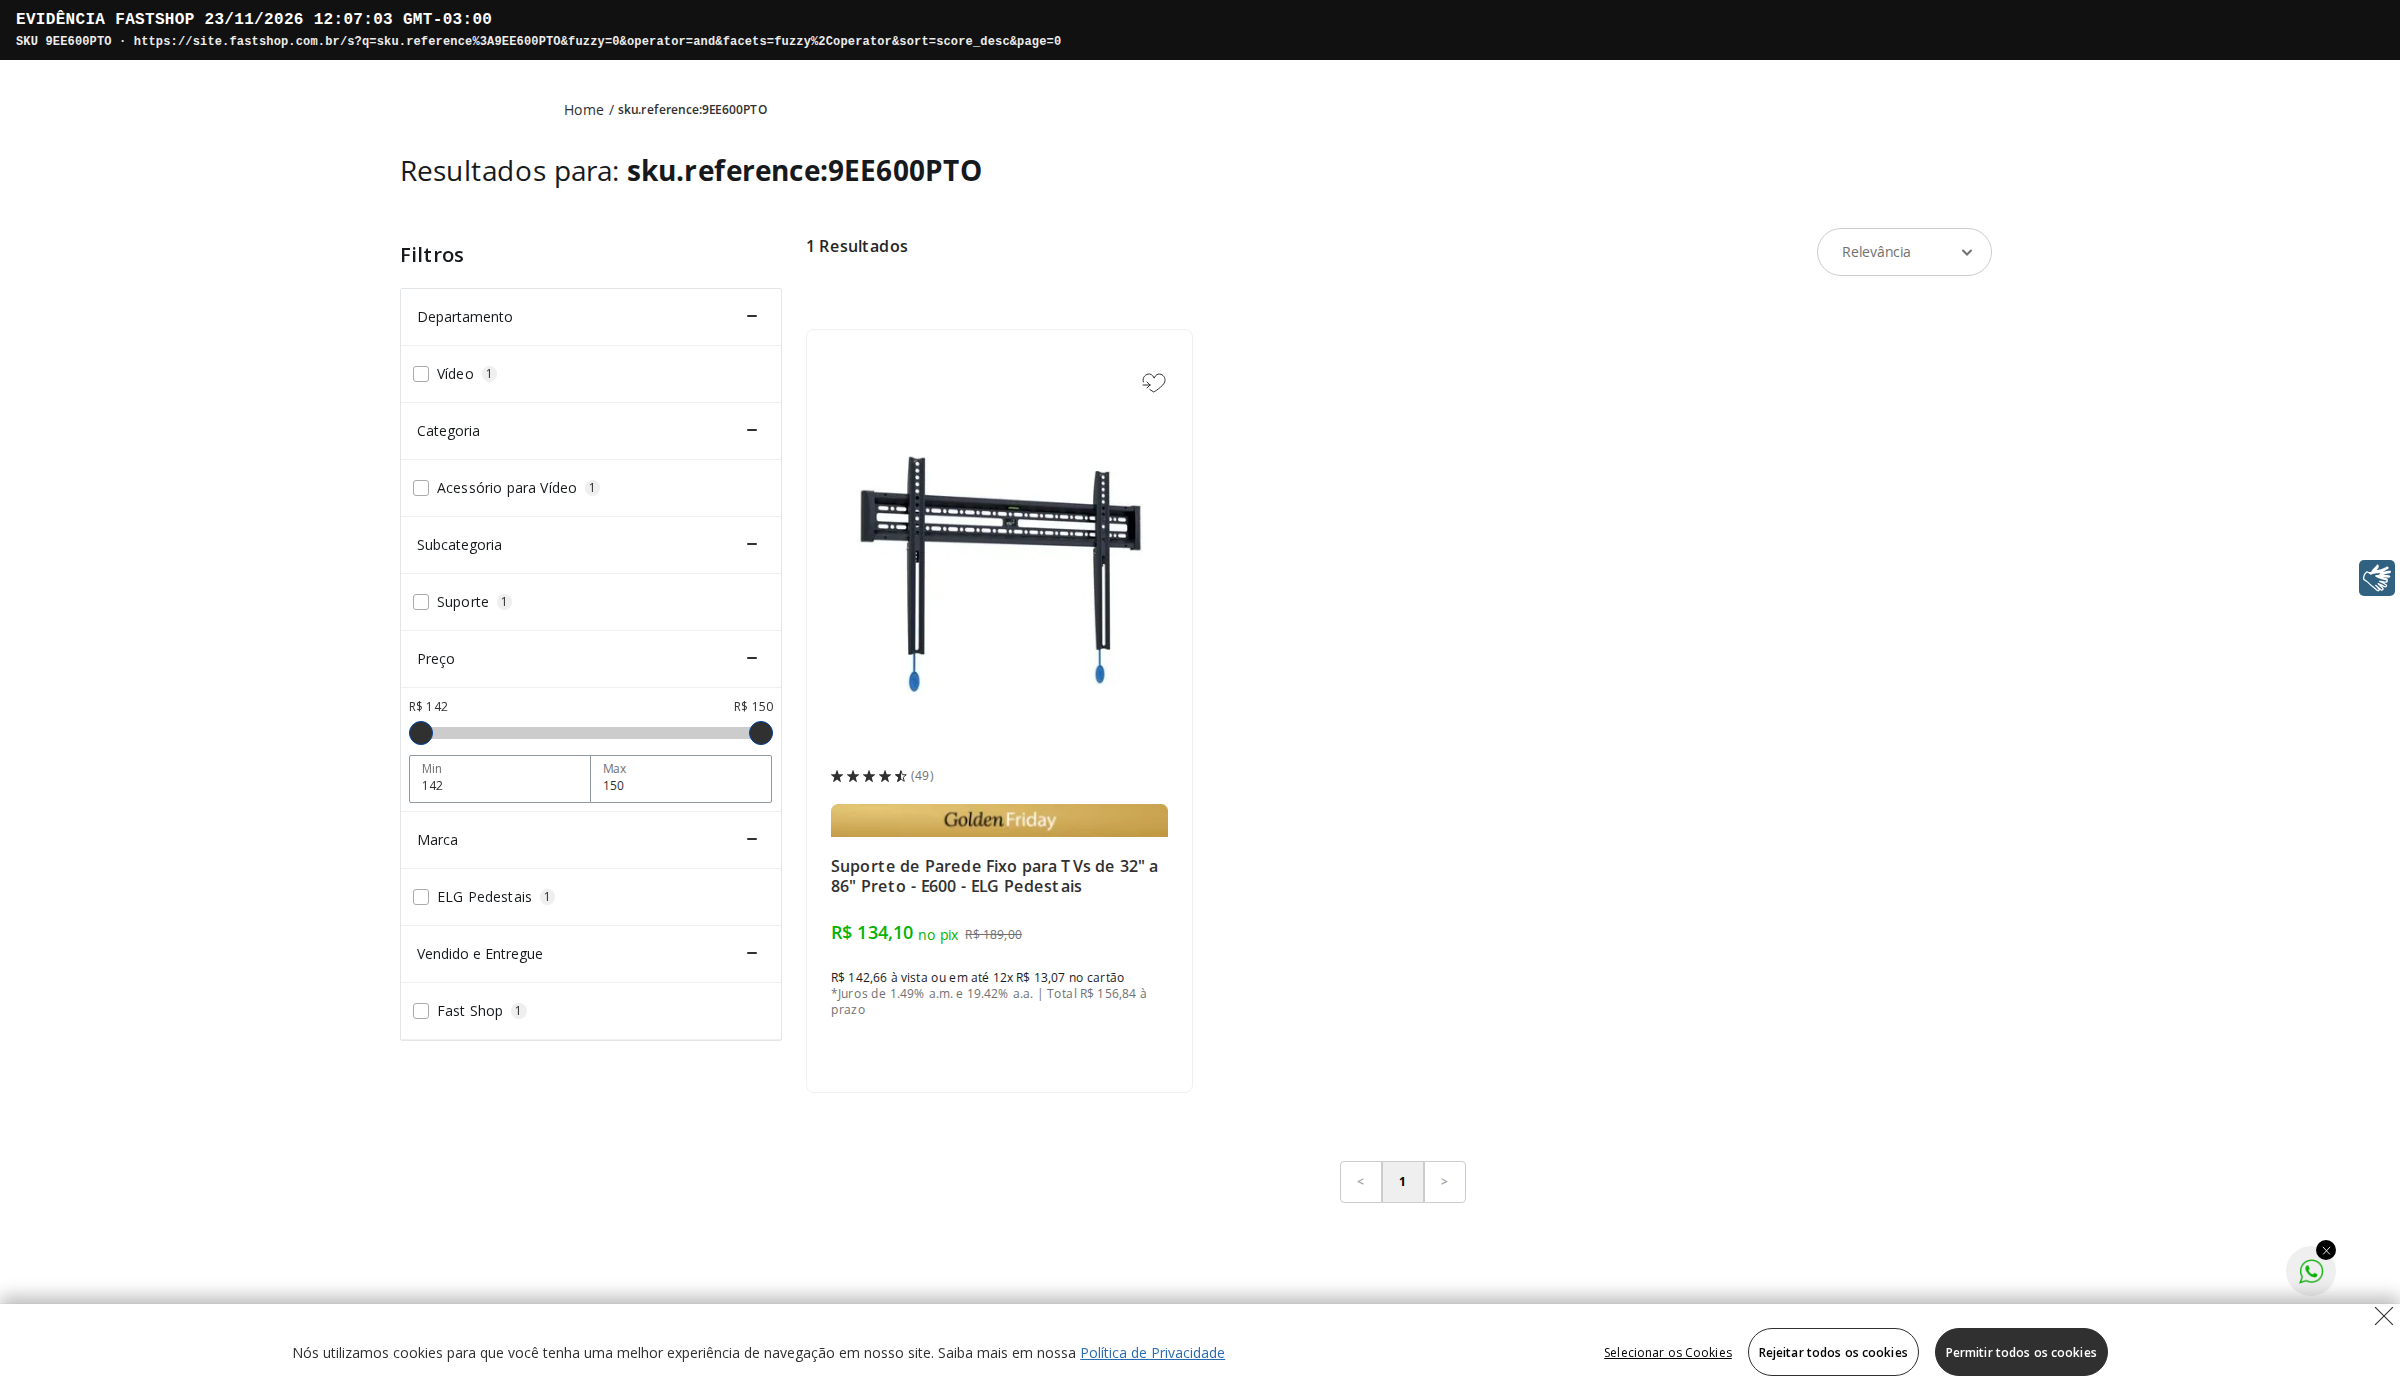 EVIDÊNCIA FASTSHOP 23/11/2026 12:07:03 GMT-03:00
SKU 9EE600PTO · https://site.fastshop.com.br/s?q=sku.reference%3A9EE600PTO&fuzzy=0&operator=and&facets=fuzzy%2Coperator&sort=score_desc&page=0
Home / sku.reference:9EE600PTO
Resultados para: sku.reference:9EE600PTO
Filtros
1 Resultados
Relevância
Departamento
Vídeo 1
Categoria
Acessório para Vídeo 1
Subcategoria
Suporte 1
Preço
R$ 142
R$ 150
Min
142
Max
150
Marca
ELG Pedestais 1
Vendido e Entregue
Fast Shop 1
(49)
Golden Friday
Suporte de Parede Fixo para TVs de 32" a
86" Preto - E600 - ELG Pedestais
R$ 134,10 no pix R$ 189,00
R$ 142,66 à vista ou em até 12x R$ 13,07 no cartão
*Juros de 1.49% a.m. e 19.42% a.a. | Total R$ 156,84 à
prazo
< 1 >
Nós utilizamos cookies para que você tenha uma melhor experiência de navegação em nosso site. Saiba mais em nossa Política de Privacidade
Selecionar os Cookies
Rejeitar todos os cookies
Permitir todos os cookies